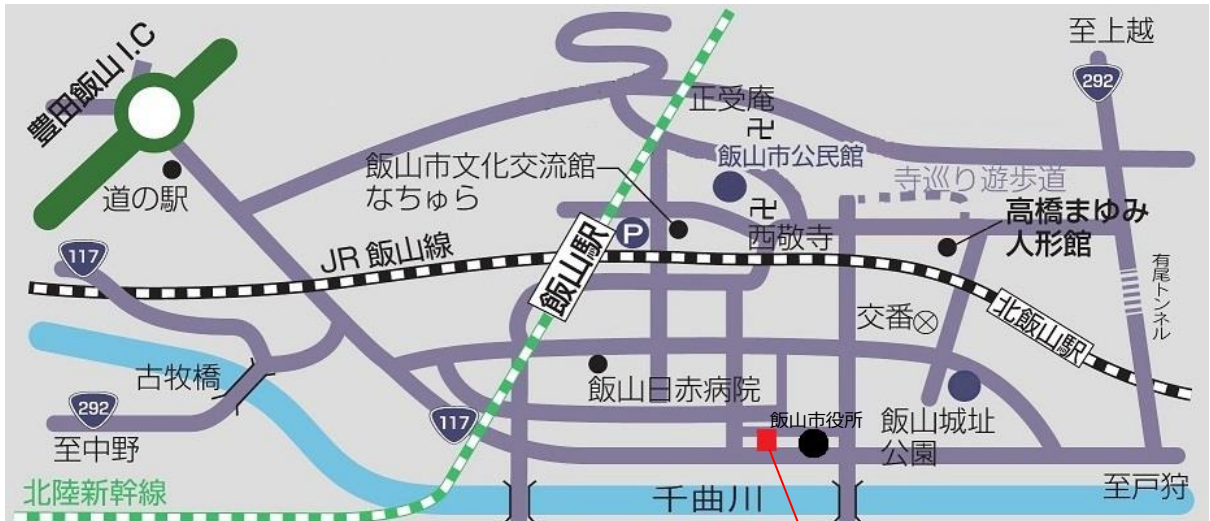 至上越
292
豊田飯山I.C
正受庵
卍
飯山市公民館
飯山市文化交流館
なちゅら
道の駅
寺巡り遊歩道
高橋まゆみ
人形館
卍
西敬寺
P
117
JR 飯山線
飯山駅
有尾トンネル
交番
北飯山駅
古牧橋
飯山日赤病院
292
至中野
117
飯山市役所
飯山城址
公園
至戸狩
北陸新幹線
千曲川